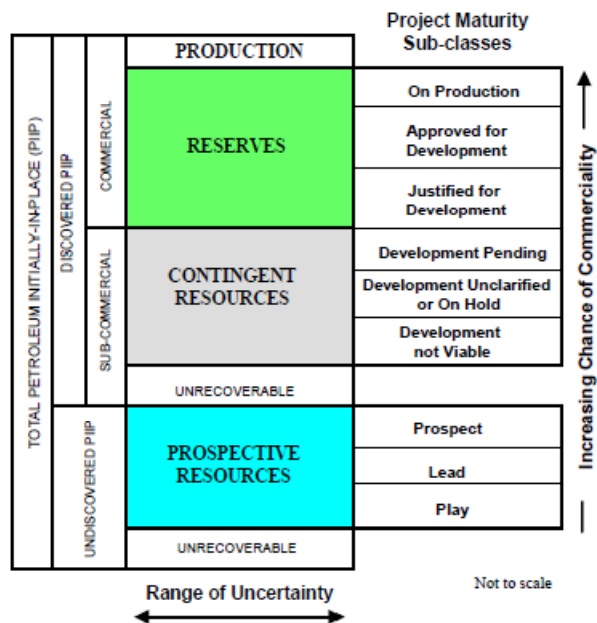 Project Maturity
Sub-classes
TOTAL PETROLEUM INITIALLY-IN-PLACE (PIIP)
DISCOVERED PIIP
COMMERCIAL
PRODUCTION
RESERVES
On Production
Approved for
Development
Justified for
Development
SUB-COMMERCIAL
CONTINGENT
RESOURCES
Development Pending
Development Unclarified
or On Hold
Development
not Viable
UNRECOVERABLE
UNDISCOVERED PIIP
PROSPECTIVE
RESOURCES
Prospect
Lead
Play
UNRECOVERABLE
Increasing Chance of Commerciality
Range of Uncertainty
Not to scale